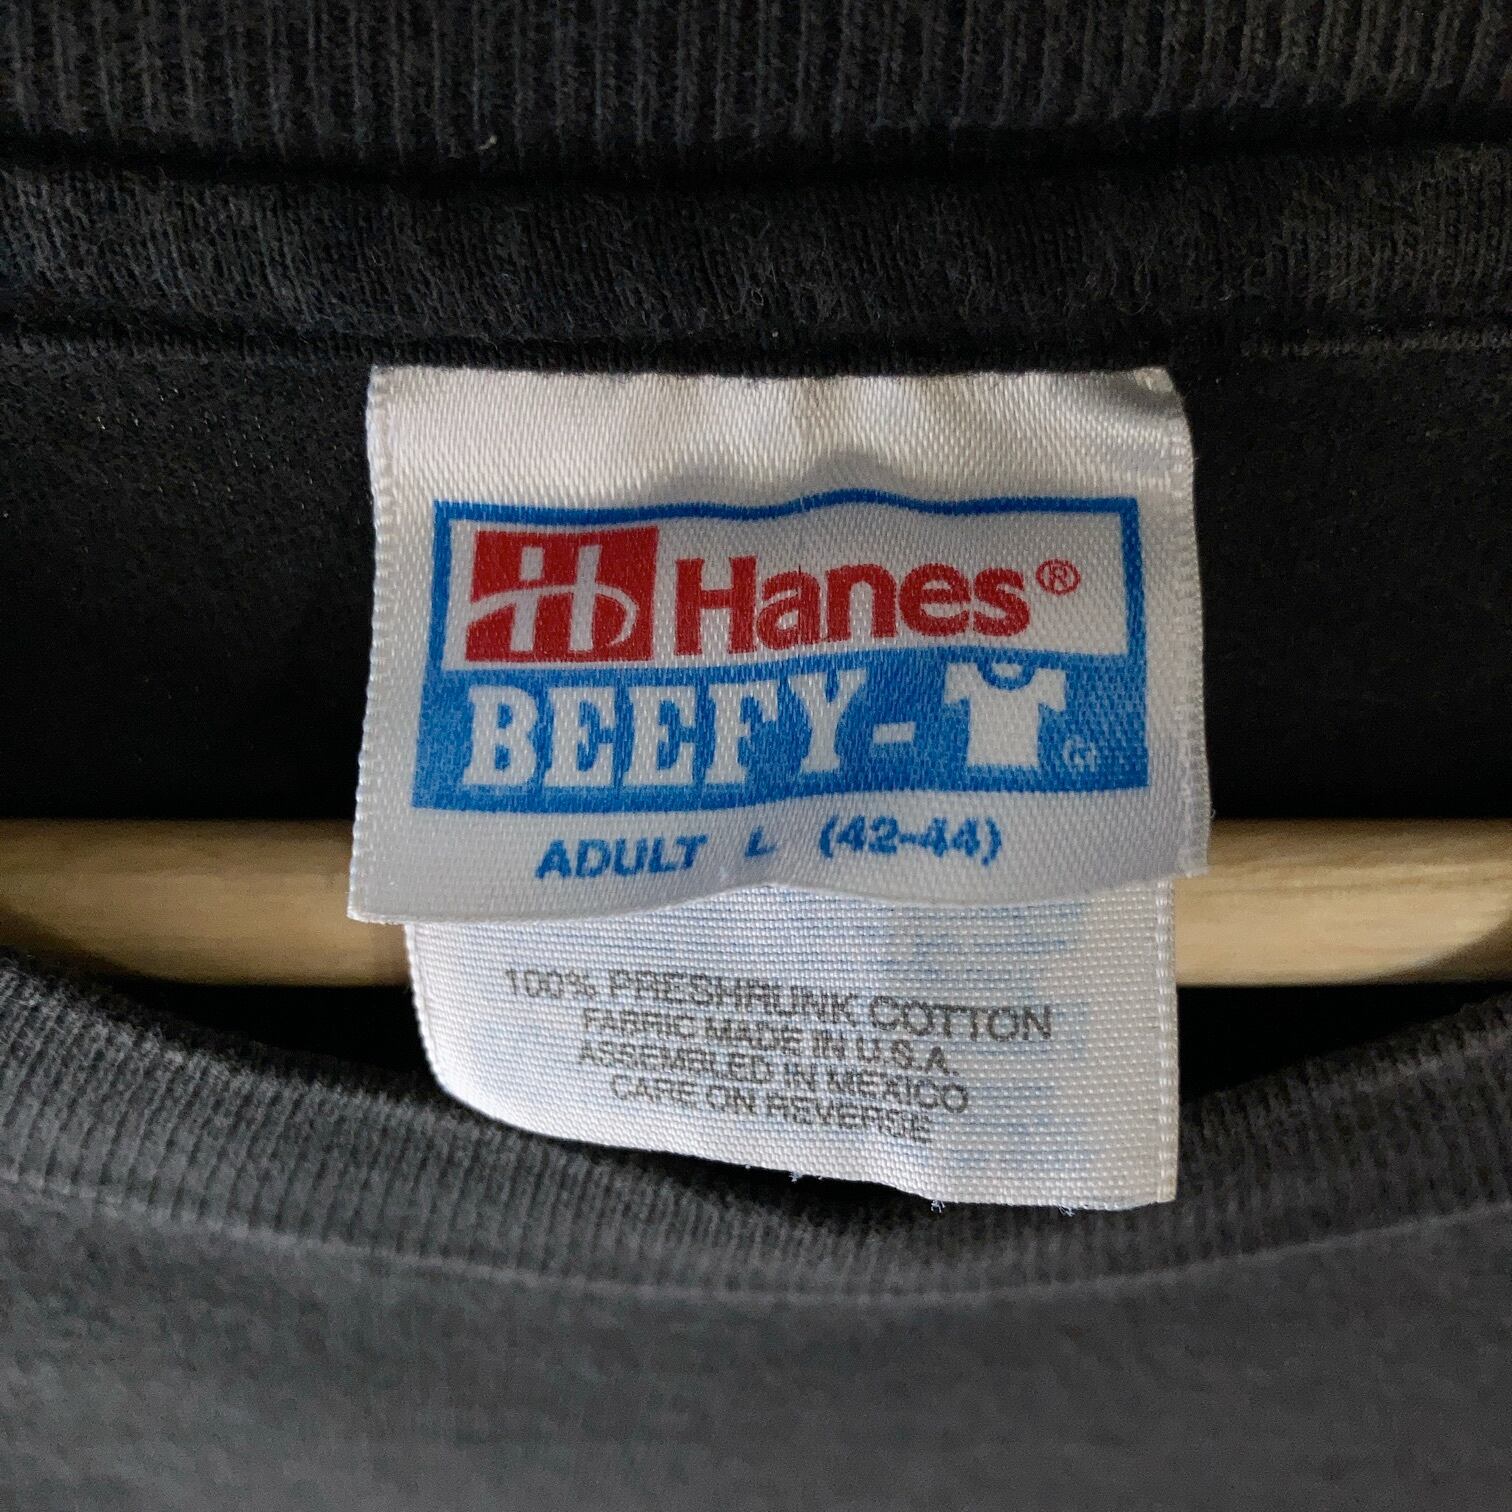 Hanes®
BEEFY-T
ADULT L (42-44)
100% PRESHRUNK COTTON
FABRIC MADE IN U.S.A.
ASSEMBLED IN MEXICO
CARE ON REVERSE